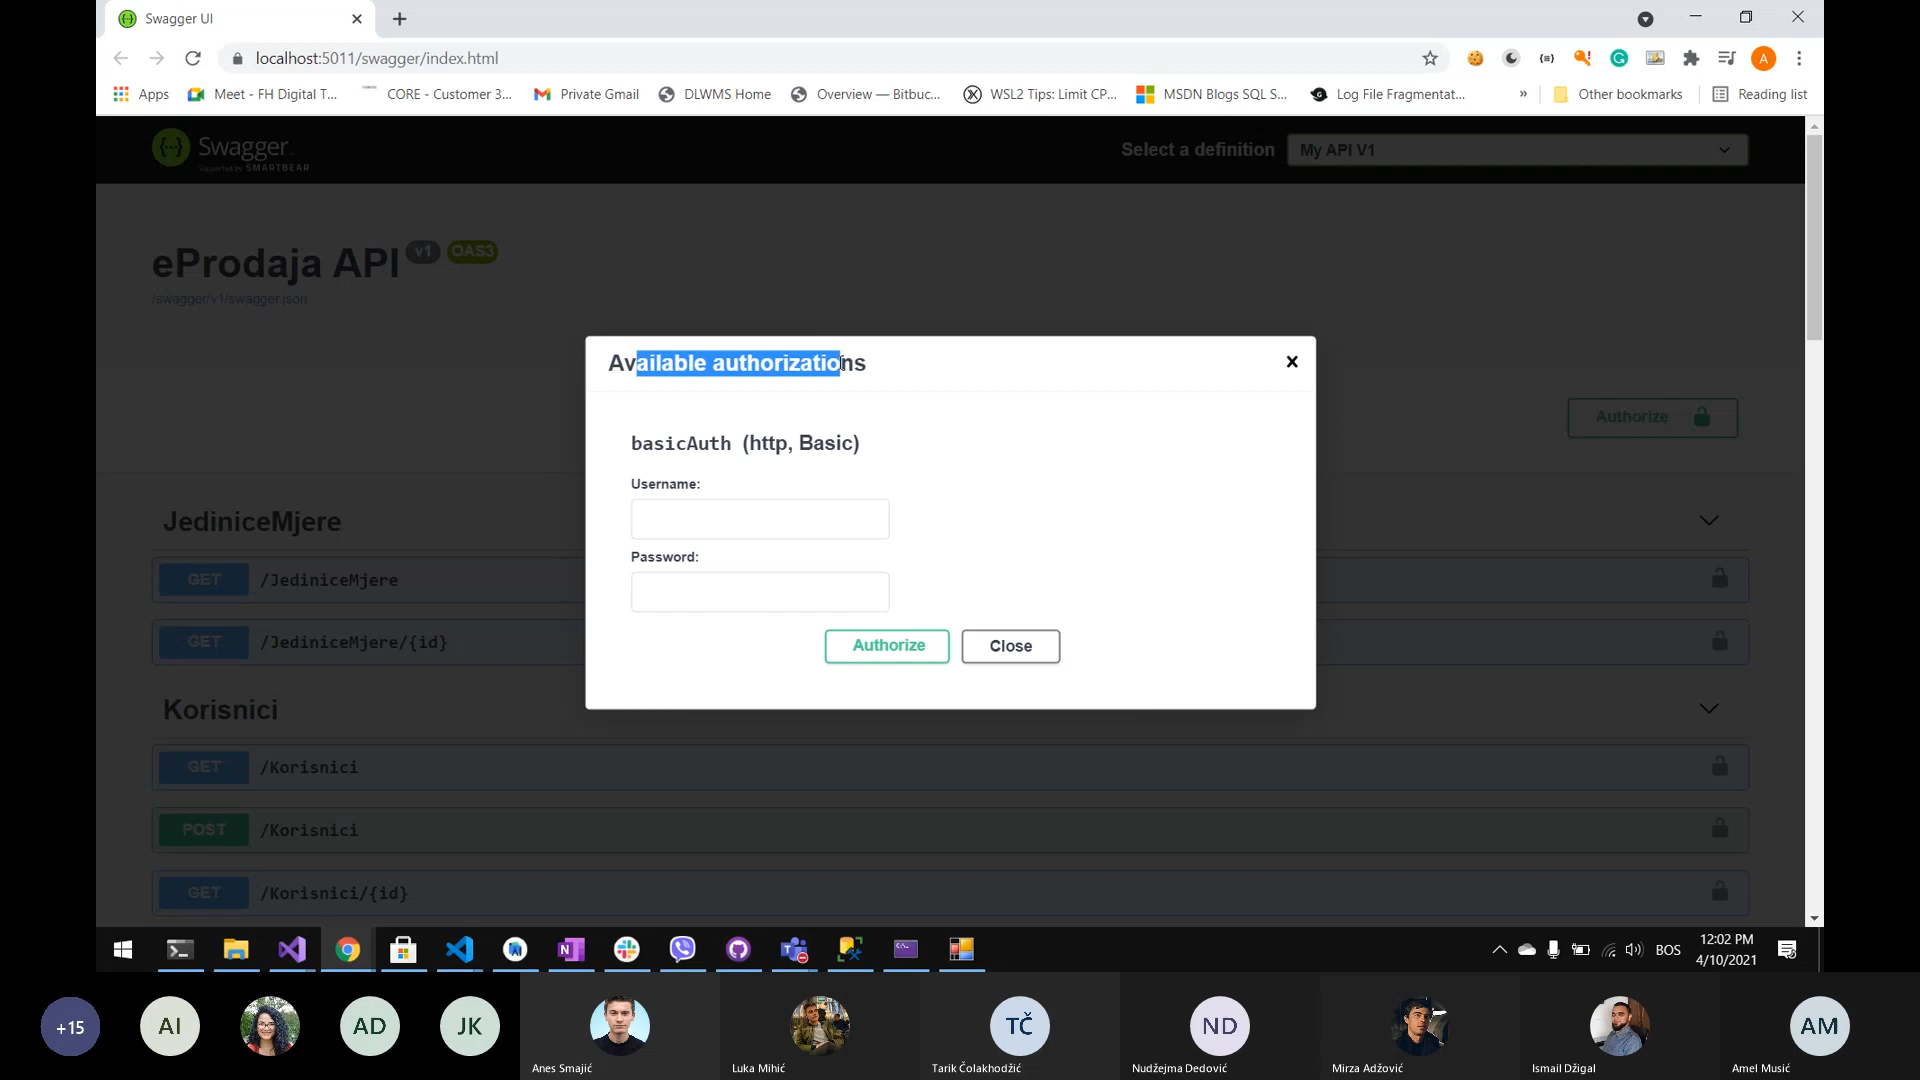 Swagger UI
localhost:5011/swagger/index.html
A
Apps
Meet - FH Digital T...
CORE - Customer 3...
Private Gmail
DLWMS Home
Overview — Bitbuc...
WSL2 Tips: Limit CP...
MSDN Blogs SQL S...
Log File Fragmentat...
»
Other bookmarks
Reading list
Swagger
Supported by SMARTBEAR
Select a definition
My API V1
eProdaja API v1 OAS3
/swagger/v1/swagger.json
Available authorizations
Authorize
basicAuth (http, Basic)
Username:
Password:
Authorize
Close
JediniceMjere
GET /JediniceMjere
GET /JediniceMjere/{id}
Korisnici
GET /Korisnici
POST /Korisnici
GET /Korisnici/{id}
BOS
12:02 PM
4/10/2021
+15
AI
AD
JK
Anes Smajić
Luka Mihić
TČ
Tarik Čolakhodžić
ND
Nudžejma Dedović
Mirza Adžović
Ismail Džigal
AM
Amel Musić